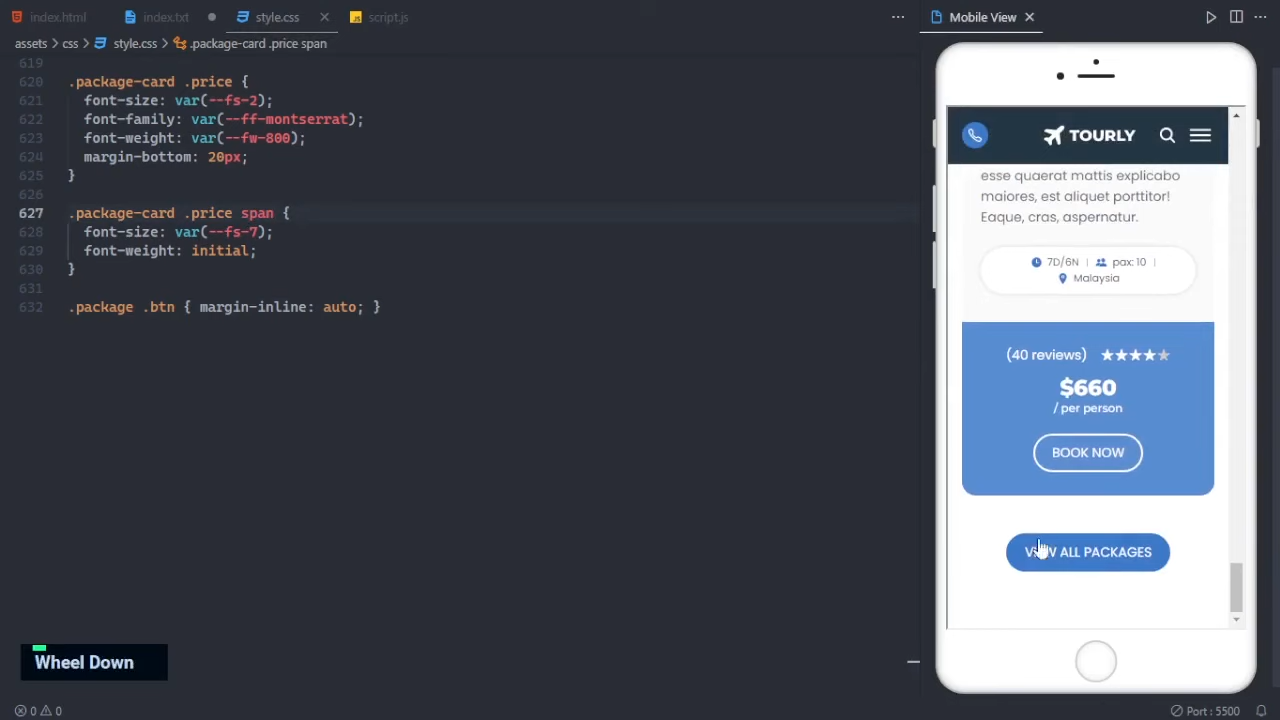 index.html
index.txt
style.css
script.js
Mobile View
assets > css > style.css > .package-card .price span
619
620 .package-card .price {
621 font-size: var(--fs-2);
622 font-family: var(--ff-montserrat);
623 font-weight: var(--fw-800);
624 margin-bottom: 20px;
625 }
626
627 .package-card .price span {
628 font-size: var(--fs-7);
629 font-weight: initial;
630 }
631
632 .package .btn { margin-inline: auto; }
TOURLY
esse quaerat mattis explicabo
maiores, est aliquet porttitor!
Eaque, cras, aspernatur.
7D/6N | pax: 10 |
Malaysia
(40 reviews) ★★★★★
$660
/ per person
BOOK NOW
VIEW ALL PACKAGES
Wheel Down
0 0
Port : 5500